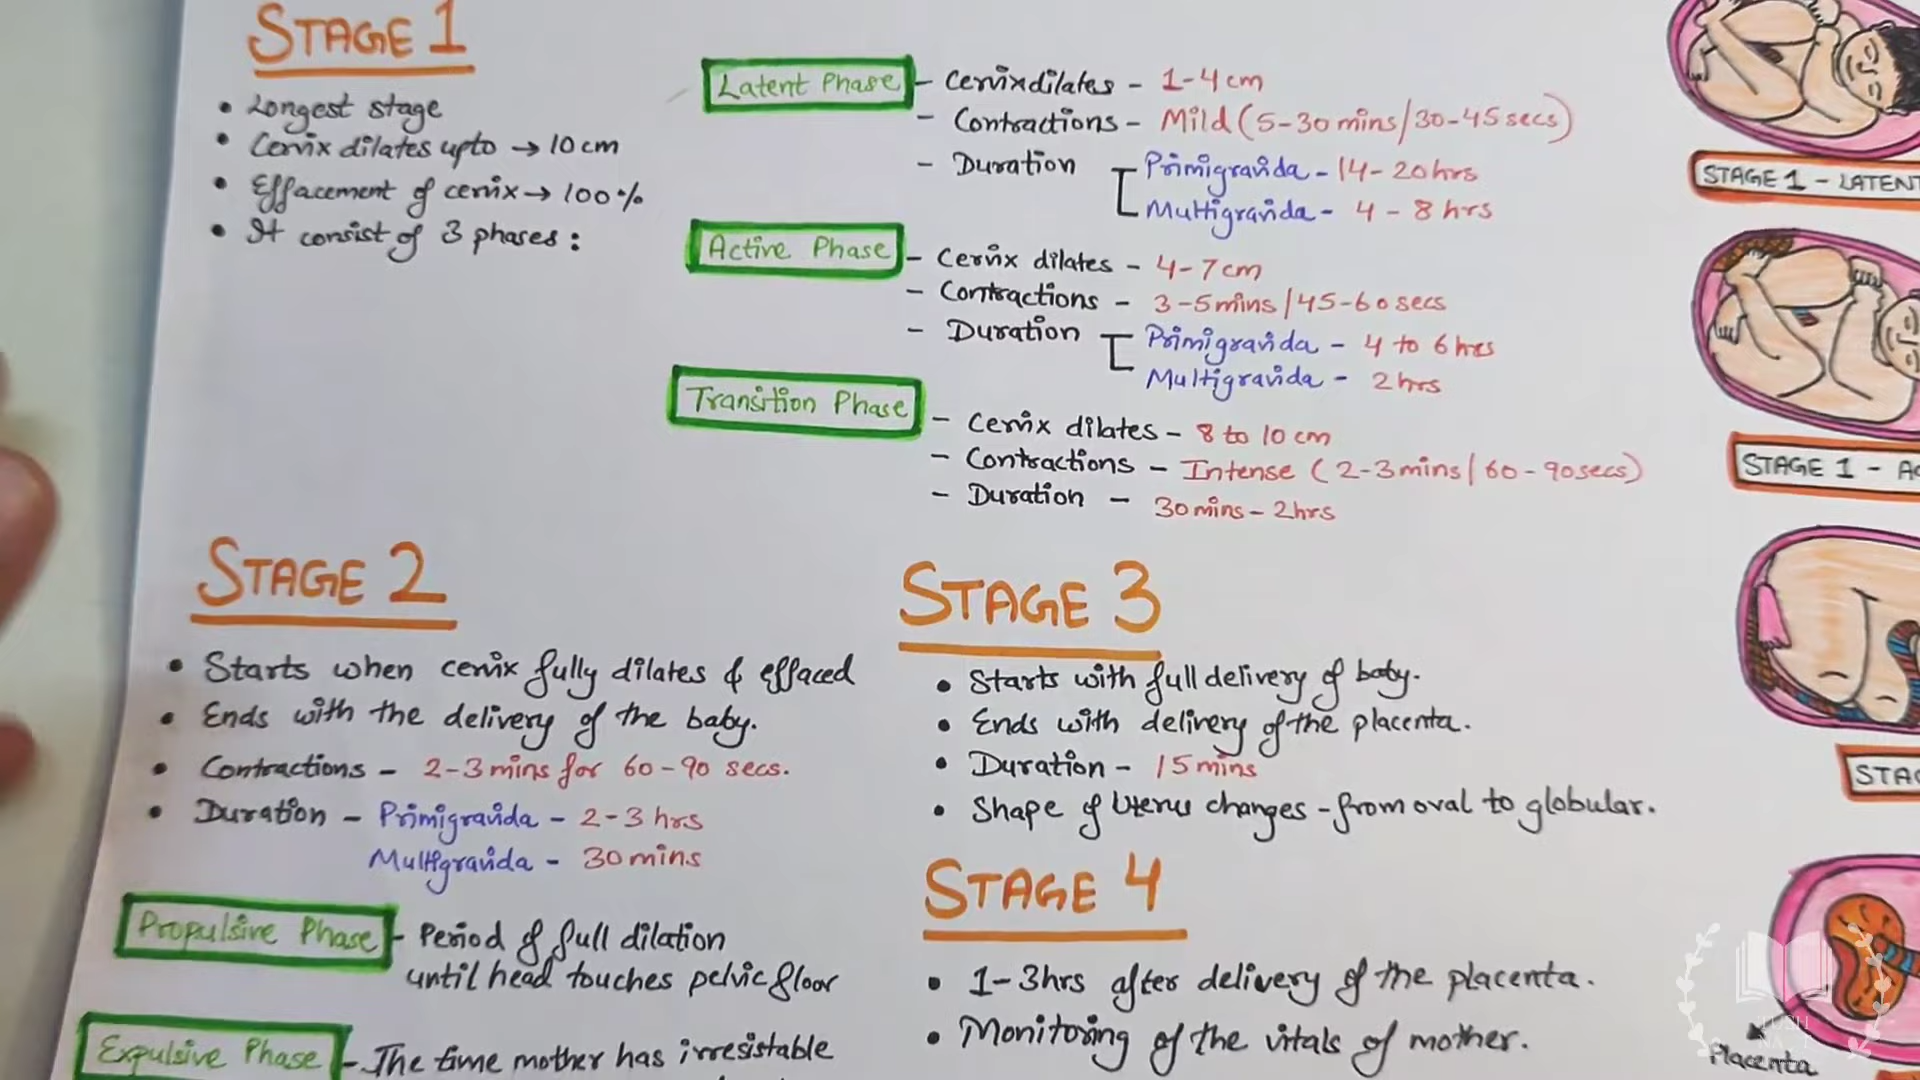 STAGE 1
• Longest stage
• Cervix dilates upto → 10 cm
• Effacement of cervix → 100%
• It consist of 3 phases :
Latent Phase - Cervix dilates - 1-4 cm
- Contractions - Mild (5-30 mins/30-45 secs)
- Duration Primigravida - 14-20 hrs
Multigravida - 4 - 8 hrs
Active Phase - Cervix dilates - 4-7 cm
- Contractions - 3-5 mins/45-60 secs
- Duration Primigravida - 4 to 6 hrs
Multigravida - 2 hrs
Transition Phase - Cervix dilates - 8 to 10 cm
- Contractions - Intense (2-3 mins/60-90 secs)
- Duration - 30 mins - 2 hrs
STAGE 2
• Starts when cervix fully dilates & effaced
• Ends with the delivery of the baby.
• Contractions - 2-3 mins for 60-90 secs.
• Duration - Primigravida - 2-3 hrs
Multigravida - 30 mins
Propulsive Phase - Period of full dilation
until head touches pelvic floor
Expulsive Phase - The time mother has irresistable
STAGE 3
• Starts with full delivery of baby.
• Ends with delivery of the placenta.
• Duration - 15 mins
• Shape of Uterus changes - from oval to globular.
STAGE 4
• 1-3 hrs after delivery of the placenta.
• Monitoring of the vitals of mother.
STAGE 1 - LATENT
STAGE 1 - AC
STAG
Placenta